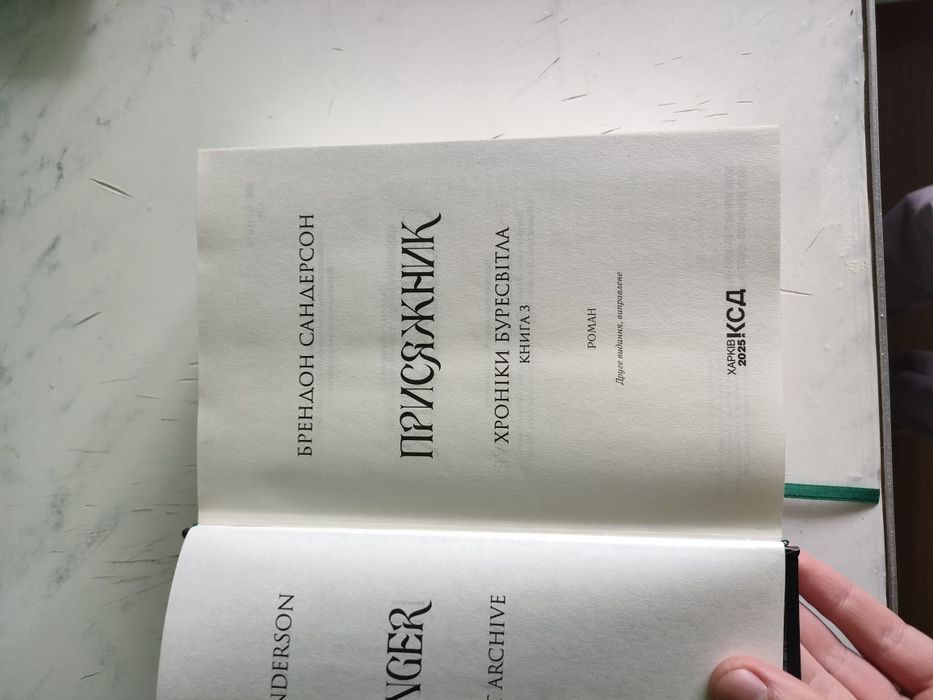 NDERSON
NGER
ARCHIVE
БРЕНДОН САНДЕРСОН
ПРИСЯЖНИК
ХРОНІКИ БУРЕСВІТЛА
КНИГА 3
РОМАН
Друге видання, виправлене
ХАРКІВ КСД
2025